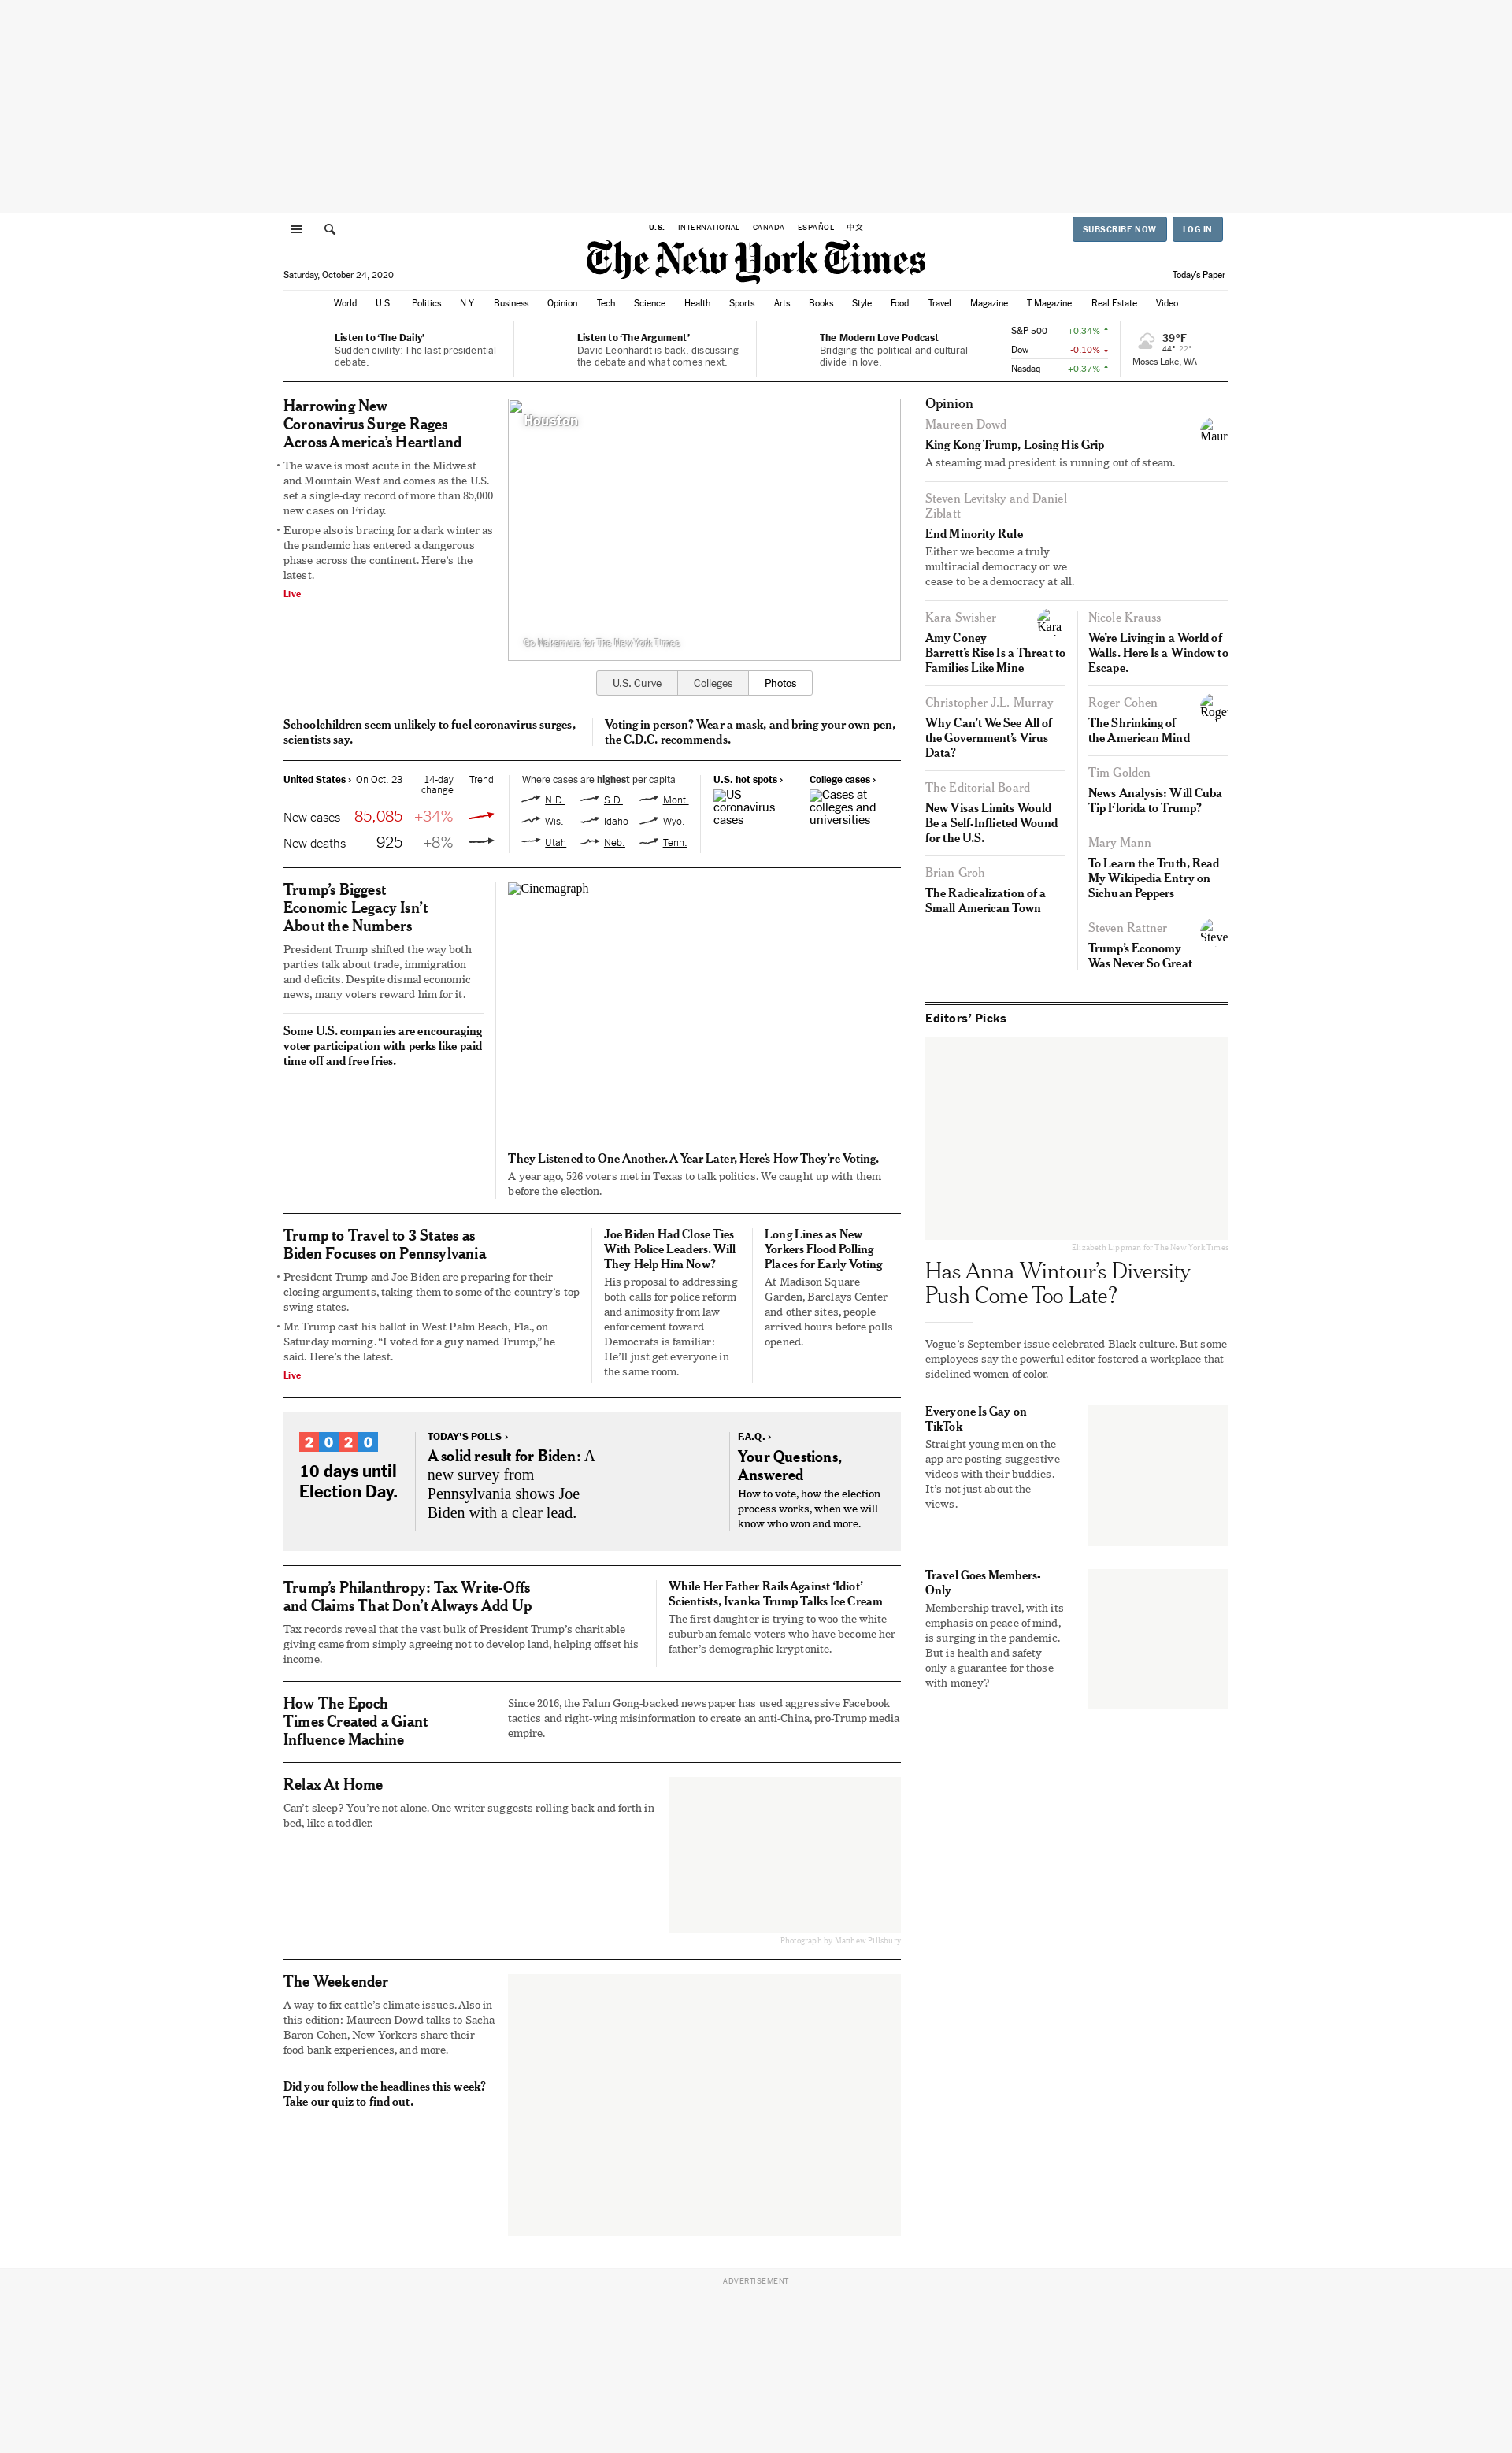 U.S. INTERNATIONAL CANADA ESPAÑOL 中文
SUBSCRIBE NOW LOG IN
The New York Times
Saturday, October 24, 2020
Today's Paper
World U.S. Politics N.Y. Business Opinion Tech Science Health Sports Arts Books Style Food Travel Magazine T Magazine Real Estate Video
Listen to ‘The Daily’
Sudden civility: The last presidential
debate.
Listen to ‘The Argument’
David Leonhardt is back, discussing
the debate and what comes next.
The Modern Love Podcast
Bridging the political and cultural
divide in love.
S&P 500 +0.34% ↑
Dow -0.10% ↓
Nasdaq +0.37% ↑
39°F
44° 22°
Moses Lake, WA
Harrowing New
Coronavirus Surge Rages
Across America’s Heartland
• The wave is most acute in the Midwest
and Mountain West and comes as the U.S.
set a single-day record of more than 85,000
new cases on Friday.
• Europe also is bracing for a dark winter as
the pandemic has entered a dangerous
phase across the continent. Here’s the
latest.
Live
Houston
Go Nakamura for The New York Times
U.S. Curve Colleges Photos
Schoolchildren seem unlikely to fuel coronavirus surges,
scientists say.
Voting in person? Wear a mask, and bring your own pen,
the C.D.C. recommends.
United States › On Oct. 23 14-day Trend
change
New cases 85,085 +34%
New deaths 925 +8%
Where cases are highest per capita
N.D. S.D. Mont.
Wis. Idaho Wyo.
Utah Neb. Tenn.
U.S. hot spots ›
US
coronavirus
cases
College cases ›
Cases at
colleges and
universities
Trump’s Biggest
Economic Legacy Isn’t
About the Numbers
President Trump shifted the way both
parties talk about trade, immigration
and deficits. Despite dismal economic
news, many voters reward him for it.
Some U.S. companies are encouraging
voter participation with perks like paid
time off and free fries.
Cinemagraph
They Listened to One Another. A Year Later, Here’s How They’re Voting.
A year ago, 526 voters met in Texas to talk politics. We caught up with them
before the election.
Trump to Travel to 3 States as
Biden Focuses on Pennsylvania
• President Trump and Joe Biden are preparing for their
closing arguments, taking them to some of the country’s top
swing states.
• Mr. Trump cast his ballot in West Palm Beach, Fla., on
Saturday morning. “I voted for a guy named Trump,” he
said. Here’s the latest.
Live
Joe Biden Had Close Ties
With Police Leaders. Will
They Help Him Now?
His proposal to addressing
both calls for police reform
and animosity from law
enforcement toward
Democrats is familiar:
He’ll just get everyone in
the same room.
Long Lines as New
Yorkers Flood Polling
Places for Early Voting
At Madison Square
Garden, Barclays Center
and other sites, people
arrived hours before polls
opened.
2020
10 days until
Election Day.
TODAY’S POLLS ›
A solid result for Biden: A
new survey from
Pennsylvania shows Joe
Biden with a clear lead.
F.A.Q. ›
Your Questions,
Answered
How to vote, how the election
process works, when we will
know who won and more.
Trump’s Philanthropy: Tax Write-Offs
and Claims That Don’t Always Add Up
Tax records reveal that the vast bulk of President Trump’s charitable
giving came from simply agreeing not to develop land, helping offset his
income.
While Her Father Rails Against ‘Idiot’
Scientists, Ivanka Trump Talks Ice Cream
The first daughter is trying to woo the white
suburban female voters who have become her
father’s demographic kryptonite.
How The Epoch
Times Created a Giant
Influence Machine
Since 2016, the Falun Gong-backed newspaper has used aggressive Facebook
tactics and right-wing misinformation to create an anti-China, pro-Trump media
empire.
Relax At Home
Can’t sleep? You’re not alone. One writer suggests rolling back and forth in
bed, like a toddler.
Photograph by Matthew Pillsbury
The Weekender
A way to fix cattle’s climate issues. Also in
this edition: Maureen Dowd talks to Sacha
Baron Cohen, New Yorkers share their
food bank experiences, and more.
Did you follow the headlines this week?
Take our quiz to find out.
Opinion
Maureen Dowd
King Kong Trump, Losing His Grip
A steaming mad president is running out of steam.
Maur
Steven Levitsky and Daniel
Ziblatt
End Minority Rule
Either we become a truly
multiracial democracy or we
cease to be a democracy at all.
Kara Swisher
Kara
Amy Coney
Barrett’s Rise Is a Threat to
Families Like Mine
Christopher J.L. Murray
Why Can’t We See All of
the Government’s Virus
Data?
The Editorial Board
New Visas Limits Would
Be a Self-Inflicted Wound
for the U.S.
Brian Groh
The Radicalization of a
Small American Town
Nicole Krauss
We’re Living in a World of
Walls. Here Is a Window to
Escape.
Roger Cohen
Roger
The Shrinking of
the American Mind
Tim Golden
News Analysis: Will Cuba
Tip Florida to Trump?
Mary Mann
To Learn the Truth, Read
My Wikipedia Entry on
Sichuan Peppers
Steven Rattner
Steve
Trump’s Economy
Was Never So Great
Editors’ Picks
Elizabeth Lippman for The New York Times
Has Anna Wintour’s Diversity
Push Come Too Late?
Vogue’s September issue celebrated Black culture. But some
employees say the powerful editor fostered a workplace that
sidelined women of color.
Everyone Is Gay on
TikTok
Straight young men on the
app are posting suggestive
videos with their buddies.
It’s not just about the
views.
Travel Goes Members-
Only
Membership travel, with its
emphasis on peace of mind,
is surging in the pandemic.
But is health and safety
only a guarantee for those
with money?
ADVERTISEMENT